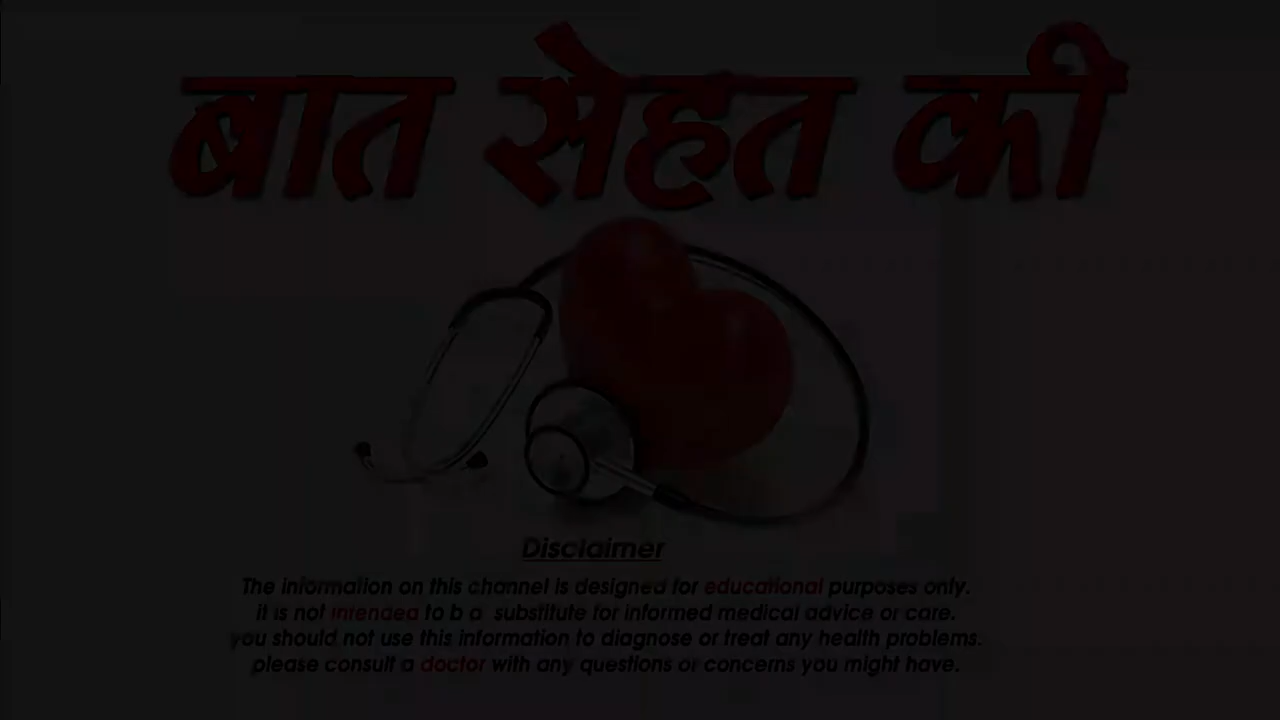 बात सेहत की
Disclaimer
The information on this channel is designed for educational purposes only.
it is not intended to b a substitute for informed medical advice or care.
you should not use this information to diagnose or treat any health problems.
please consult a doctor with any questions or concerns you might have.